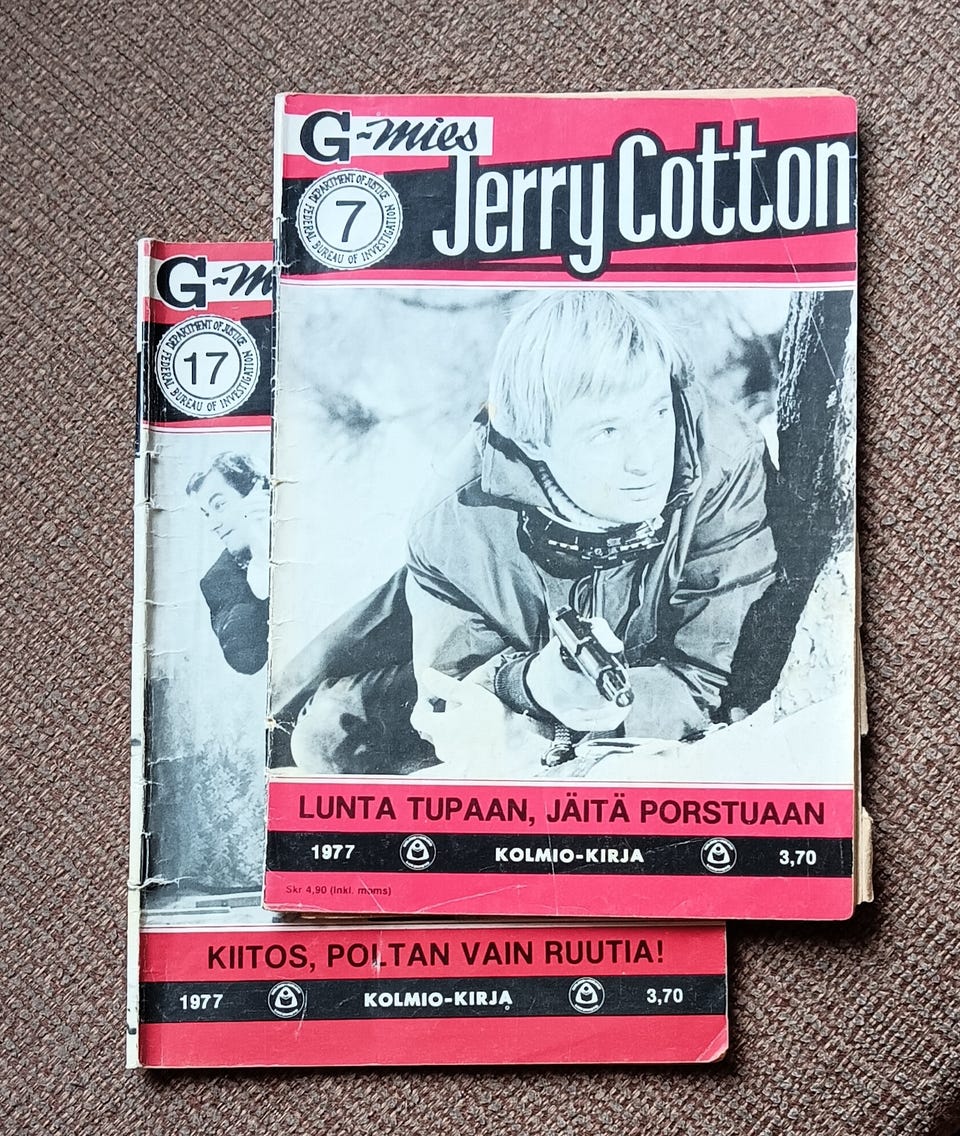 G-mies
Jerry Cotton
DEPARTMENT OF JUSTICE
FEDERAL BUREAU OF INVESTIGATION
7
LUNTA TUPAAN, JÄITÄ PORSTUAAN
1977 KOLMIO-KIRJA 3,70
Skr 4,90 (Inkl. moms)
G-m
DEPARTMENT OF JUSTICE
FEDERAL BUREAU OF INVESTIGATION
17
KIITOS, POLTAN VAIN RUUTIA!
1977 KOLMIO-KIRJA 3,70